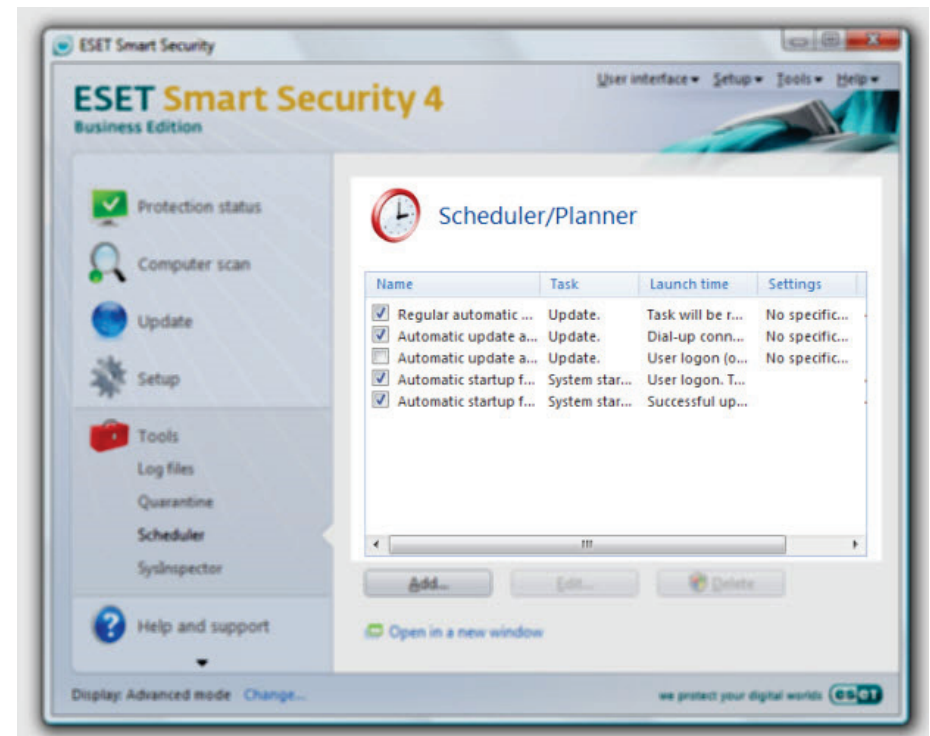 ESET Smart Security
User interface Setup Tools Help
ESET Smart Security 4
Business Edition
Protection status
Computer scan
Update
Setup
Tools
Log files
Quarantine
Scheduler
SysInspector
Help and support
Scheduler/Planner
Name Task Launch time Settings
Regular automatic ... Update. Task will be r... No specific...
Automatic update a... Update. Dial-up conn... No specific...
Automatic update a... Update. User logon (o... No specific...
Automatic startup f... System star... User logon. T...
Automatic startup f... System star... Successful up...
Add... Edit... Delete
Open in a new window
Display: Advanced mode Change...
we protect your digital worlds eset